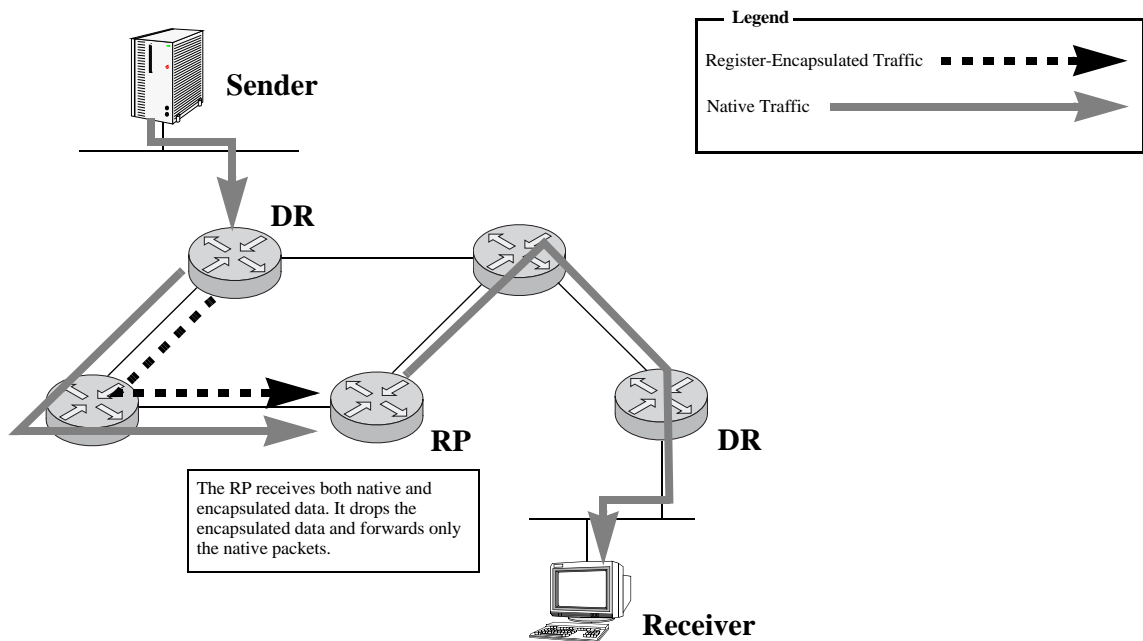 Legend
Register-Encapsulated Traffic
Native Traffic
Sender
DR
RP
DR
The RP receives both native and
encapsulated data. It drops the
encapsulated data and forwards only
the native packets.
Receiver